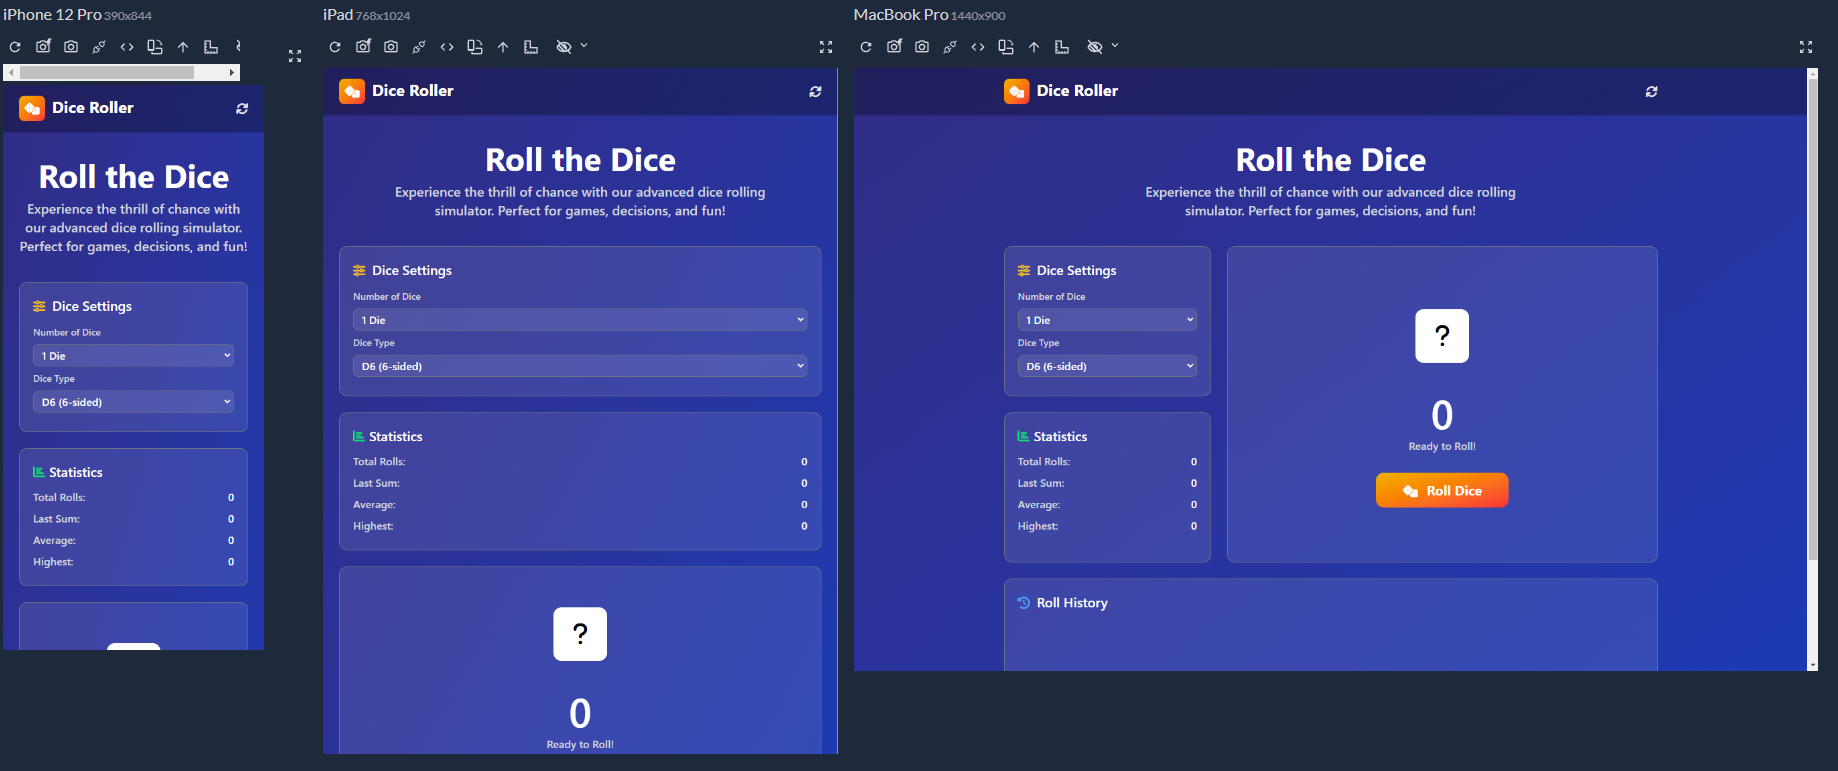 iPhone 12 Pro 390x844
Dice Roller
Roll the Dice
Experience the thrill of chance with
our advanced dice rolling simulator.
Perfect for games, decisions, and fun!
Dice Settings
Number of Dice
1 Die
Dice Type
D6 (6-sided)
Statistics
Total Rolls: 0
Last Sum: 0
Average: 0
Highest: 0
iPad 768x1024
Dice Roller
Roll the Dice
Experience the thrill of chance with our advanced dice rolling
simulator. Perfect for games, decisions, and fun!
Dice Settings
Number of Dice
1 Die
Dice Type
D6 (6-sided)
Statistics
Total Rolls: 0
Last Sum: 0
Average: 0
Highest: 0
?
0
Ready to Roll!
MacBook Pro 1440x900
Dice Roller
Roll the Dice
Experience the thrill of chance with our advanced dice rolling
simulator. Perfect for games, decisions, and fun!
Dice Settings
Number of Dice
1 Die
Dice Type
D6 (6-sided)
Statistics
Total Rolls: 0
Last Sum: 0
Average: 0
Highest: 0
?
0
Ready to Roll!
Roll Dice
Roll History